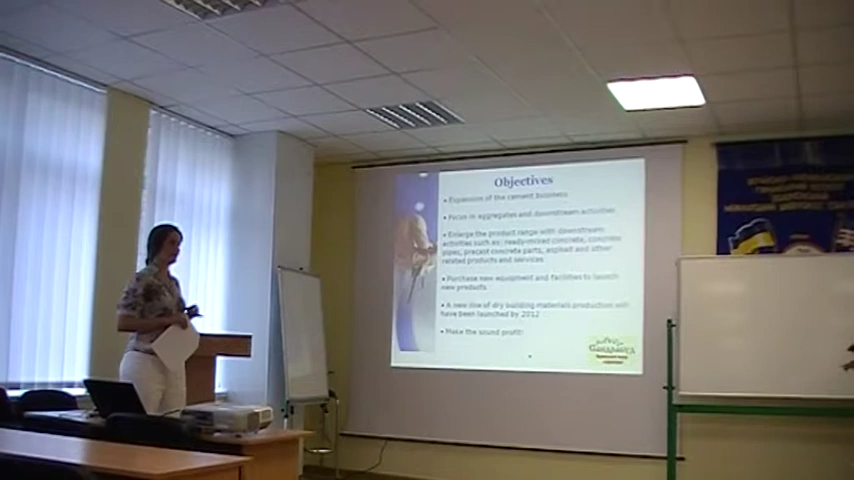 Objectives
• Expansion of the cement business
• Focus in aggregates and downstream activities
• Enlarge the product range with downstream
activities such as: ready-mixed concrete, concrete
pipes, precast concrete parts, asphalt and other
related products and services
• Purchase new equipment and facilities to launch
new products
• A new line of dry building materials production will
have been launched by 2012
• Make the sound profit!